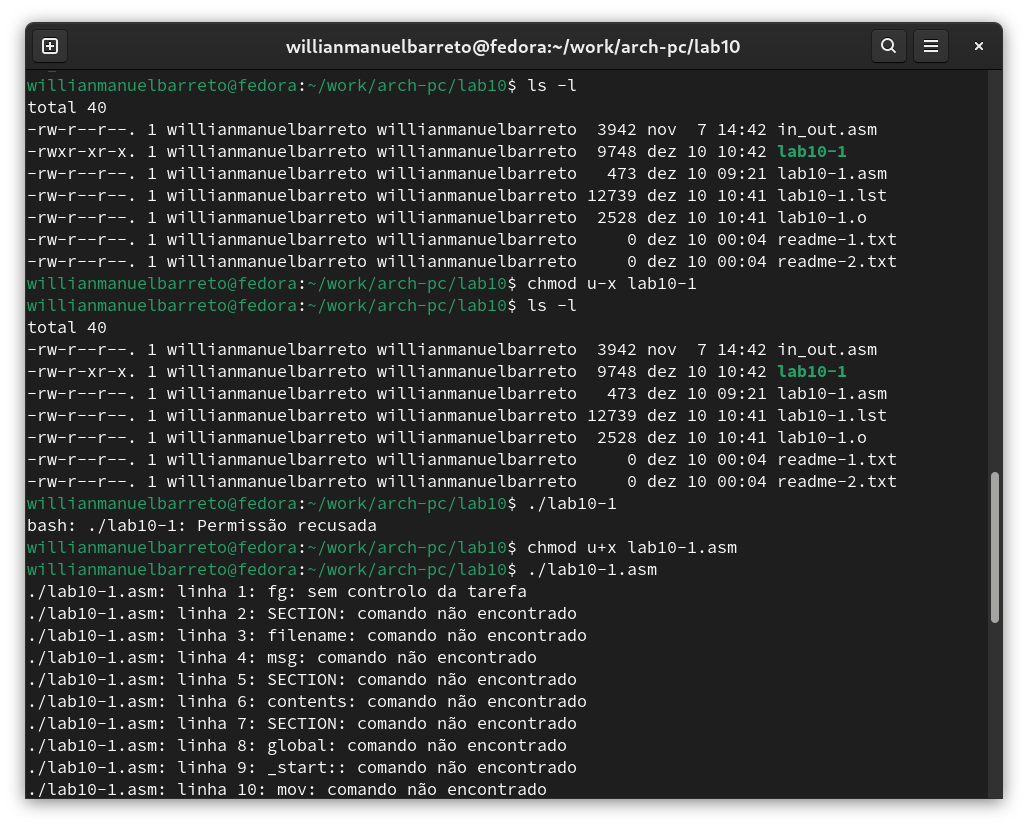 willianmanuelbarreto@fedora:~/work/arch-pc/lab10
willianmanuelbarreto@fedora:~/work/arch-pc/lab10$ ls -l
total 40
-rw-r--r--. 1 willianmanuelbarreto willianmanuelbarreto  3942 nov  7 14:42 in_out.asm
-rwxr-xr-x. 1 willianmanuelbarreto willianmanuelbarreto  9748 dez 10 10:42 lab10-1
-rw-r--r--. 1 willianmanuelbarreto willianmanuelbarreto   473 dez 10 09:21 lab10-1.asm
-rw-r--r--. 1 willianmanuelbarreto willianmanuelbarreto 12739 dez 10 10:41 lab10-1.lst
-rw-r--r--. 1 willianmanuelbarreto willianmanuelbarreto  2528 dez 10 10:41 lab10-1.o
-rw-r--r--. 1 willianmanuelbarreto willianmanuelbarreto     0 dez 10 00:04 readme-1.txt
-rw-r--r--. 1 willianmanuelbarreto willianmanuelbarreto     0 dez 10 00:04 readme-2.txt
willianmanuelbarreto@fedora:~/work/arch-pc/lab10$ chmod u-x lab10-1
willianmanuelbarreto@fedora:~/work/arch-pc/lab10$ ls -l
total 40
-rw-r--r--. 1 willianmanuelbarreto willianmanuelbarreto  3942 nov  7 14:42 in_out.asm
-rw-r-xr-x. 1 willianmanuelbarreto willianmanuelbarreto  9748 dez 10 10:42 lab10-1
-rw-r--r--. 1 willianmanuelbarreto willianmanuelbarreto   473 dez 10 09:21 lab10-1.asm
-rw-r--r--. 1 willianmanuelbarreto willianmanuelbarreto 12739 dez 10 10:41 lab10-1.lst
-rw-r--r--. 1 willianmanuelbarreto willianmanuelbarreto  2528 dez 10 10:41 lab10-1.o
-rw-r--r--. 1 willianmanuelbarreto willianmanuelbarreto     0 dez 10 00:04 readme-1.txt
-rw-r--r--. 1 willianmanuelbarreto willianmanuelbarreto     0 dez 10 00:04 readme-2.txt
willianmanuelbarreto@fedora:~/work/arch-pc/lab10$ ./lab10-1
bash: ./lab10-1: Permissão recusada
willianmanuelbarreto@fedora:~/work/arch-pc/lab10$ chmod u+x lab10-1.asm
willianmanuelbarreto@fedora:~/work/arch-pc/lab10$ ./lab10-1.asm
./lab10-1.asm: linha 1: fg: sem controlo da tarefa
./lab10-1.asm: linha 2: SECTION: comando não encontrado
./lab10-1.asm: linha 3: filename: comando não encontrado
./lab10-1.asm: linha 4: msg: comando não encontrado
./lab10-1.asm: linha 5: SECTION: comando não encontrado
./lab10-1.asm: linha 6: contents: comando não encontrado
./lab10-1.asm: linha 7: SECTION: comando não encontrado
./lab10-1.asm: linha 8: global: comando não encontrado
./lab10-1.asm: linha 9: _start:: comando não encontrado
./lab10-1.asm: linha 10: mov: comando não encontrado